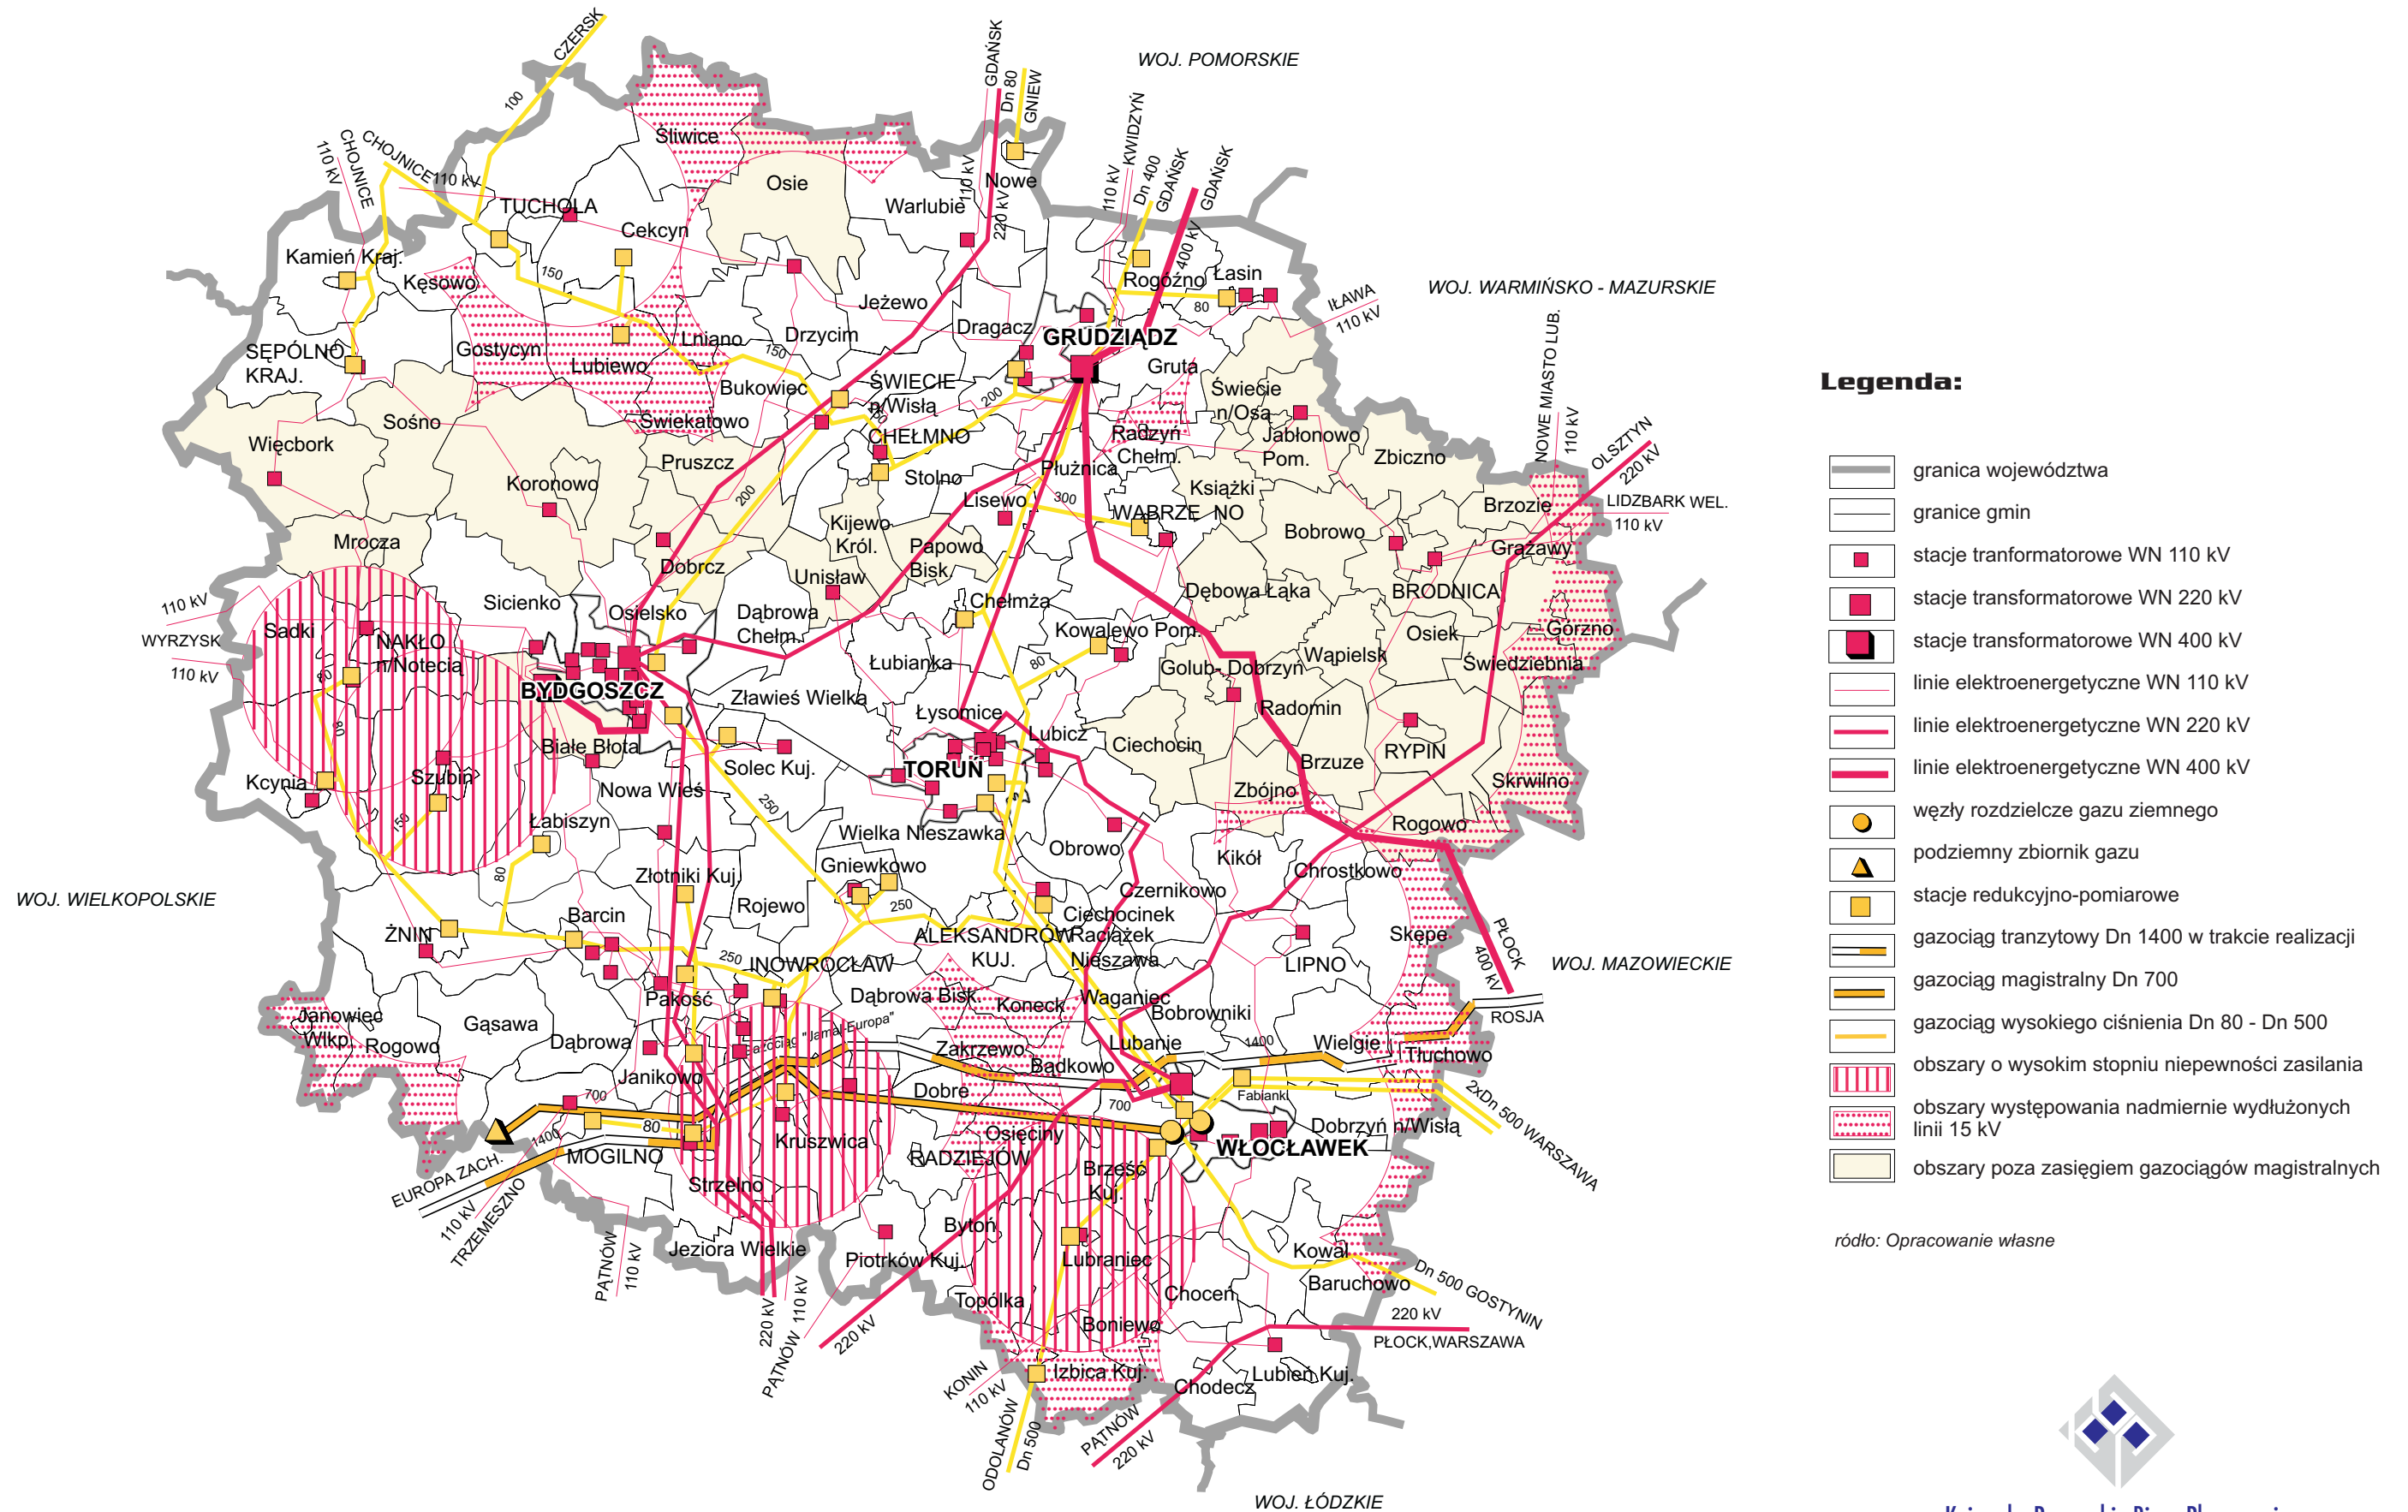 CZERSK
100
WOJ. POMORSKIE
GDAŃSK
Dn 80
GNIEW
110 kV
220 kV
110 kV
KWIDZYŃ
Dn 400
GDAŃSK
GDAŃSK
400 kV
CHOJNICE
110 kV
CHOJNICE
110 kV
Śliwice
Osie
Nowe
Warlubie
TUCHOLA
Cekcyn
Kamień Kraj.
Kęsowo
150
Rogóźno
Łasin
80
IŁAWA
110 kV
WOJ. WARMIŃSKO - MAZURSKIE
Jeżewo
Dragacz
Drzycim
GRUDZIĄDZ
Lniano
150
SĘPÓLNO
KRAJ.
Gostycyn
Lubiewo
Bukowiec
ŚWIECIE
n/Wisłą
200
Gruta
Świecie
n/Osą
Sośno
Świekatowo
CHEŁMNO
Radzyń
Chełm.
Jabłonowo
Pom.
Zbiczno
NOWE MIASTO LUB.
110 kV
OLSZTYN
220 kV
LIDZBARK WEL.
110 kV
Więcbork
Koronowo
Pruszcz
200
Stolno
Płużnica
Lisewo
300
WĄBRZE NO
Książki
Bobrowo
Brzozie
Grążawy
Mrocza
Kijewo
Król.
Papowo
Bisk.
Dobrcz
Unisław
Dębowa Łąka
BRODNICA
110 kV
WYRZYSK
110 kV
Sadki
NAKŁO
n/Notecią
80
80
Sicienko
Osielsko
Dąbrowa
Chełm.
Chełmża
Kowalewo Pom.
80
Osiek
Górzno
Łubianka
Golub- Dobrzyń
Wąpielsk
Świedziebnia
BYDGOSZCZ
Zławieś Wielka
Łysomice
Lubicz
Radomin
Białe Błota
Ciechocin
RYPIN
Szubin
Kcynia
Nowa Wieś
Solec Kuj.
TORUŃ
Brzuze
Skrwilno
Zbójno
150
Łabiszyn
250
Wielka Nieszawka
Rogowo
Obrowo
Kikół
Chrostkowo
80
Złotniki Kuj.
Gniewkowo
Czernikowo
WOJ. WIELKOPOLSKIE
ŻNIN
Barcin
Rojewo
250
Ciechocinek
ALEKSANDRÓW
KUJ.
Raciążek
Nieszawa
Skępe
PŁOCK
400 kV
WOJ. MAZOWIECKIE
250
INOWROCŁAW
LIPNO
Pakość
Dąbrowa Bisk.
Koneck
Waganiec
Bobrowniki
Janowiec
Wlkp.
Rogowo
Gąsawa
Dąbrowa
"Jamał-Europa"
Zakrzewo
Bądkowo
Lubanie
1400
Wielgie
Tłuchowo
ROSJA
Janikowo
Dobre
700
700
Fabianki
2xDn 500 WARSZAWA
80
1400
MOGILNO
Kruszwica
Osięciny
RADZIEJÓW
Dobrzyń n/Wisłą
WŁOCŁAWEK
EUROPA ZACH.
110 kV
TRZEMESZNO
Strzelno
Brześć
Kuj.
Bytoń
Jeziora Wielkie
Piotrków Kuj.
Lubraniec
Kowal
Baruchowo
Dn 500 GOSTYNIN
PĄTNÓW
110 kV
220 kV
PĄTNÓW 110 kV
220 kV
Topólka
Choceń
Boniewo
220 kV
PŁOCK,WARSZAWA
Izbica Kuj.
KONIN
110 kV
Chodecz
Lubień Kuj.
ODOLANÓW
Dn 500
PATNÓW
220 kV
WOJ. ŁÓDZKIE
Legenda:
granica województwa
granice gmin
stacje tranformatorowe WN 110 kV
stacje transformatorowe WN 220 kV
stacje transformatorowe WN 400 kV
linie elektroenergetyczne WN 110 kV
linie elektroenergetyczne WN 220 kV
linie elektroenergetyczne WN 400 kV
węzły rozdzielcze gazu ziemnego
podziemny zbiornik gazu
stacje redukcyjno-pomiarowe
gazociąg tranzytowy Dn 1400 w trakcie realizacji
gazociąg magistralny Dn 700
gazociąg wysokiego ciśnienia Dn 80 - Dn 500
obszary o wysokim stopniu niepewności zasilania
obszary występowania nadmiernie wydłużonych
linii 15 kV
obszary poza zasięgiem gazociągów magistralnych
ródło: Opracowanie własne